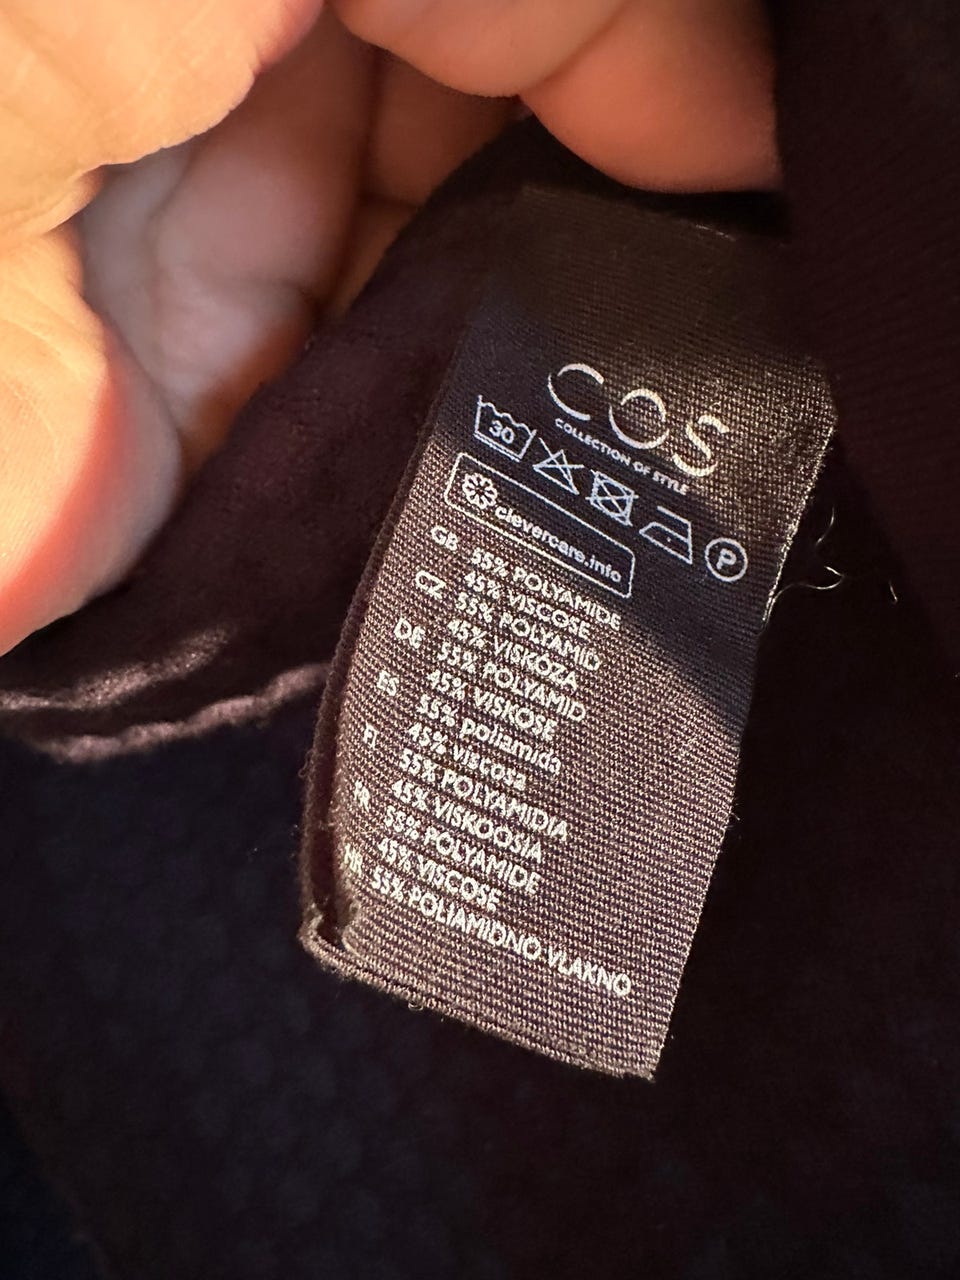 COS
COLLECTION OF STYLE
30
P
clevercare.info
GB 55% POLYAMIDE
45% VISCOSE
CZ 55% POLYAMID
45% VISKÓZA
DE 55% POLYAMID
45% VISKOSE
ES 55% poliamida
45% viscosa
FI 55% POLYAMIDIA
45% VISKOOSIA
FR 55% POLYAMIDE
45% VISCOSE
HR 55% POLIAMIDNO VLAKNO